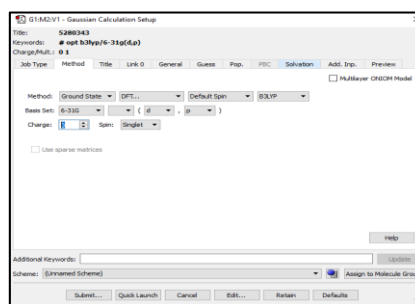 G1:M2:V1 - Gaussian Calculation Setup
Title: 5280343
Keywords: # opt b3lyp/6-31g(d,p)
Charge/Mult.: 0 1
Job Type Method Title Link 0 General Guess Pop. PBC Solvation Add. Inp. Preview
Multilayer ONIOM Model
Method: Ground State DFT... Default Spin B3LYP
Basis Set: 6-31G ( d , p )
Charge: Spin: Singlet
Use sparse matrices
Help
Additional Keywords: Update
Scheme: (Unnamed Scheme) Assign to Molecule Grou
Submit... Quick Launch Cancel Edit... Retain Defaults